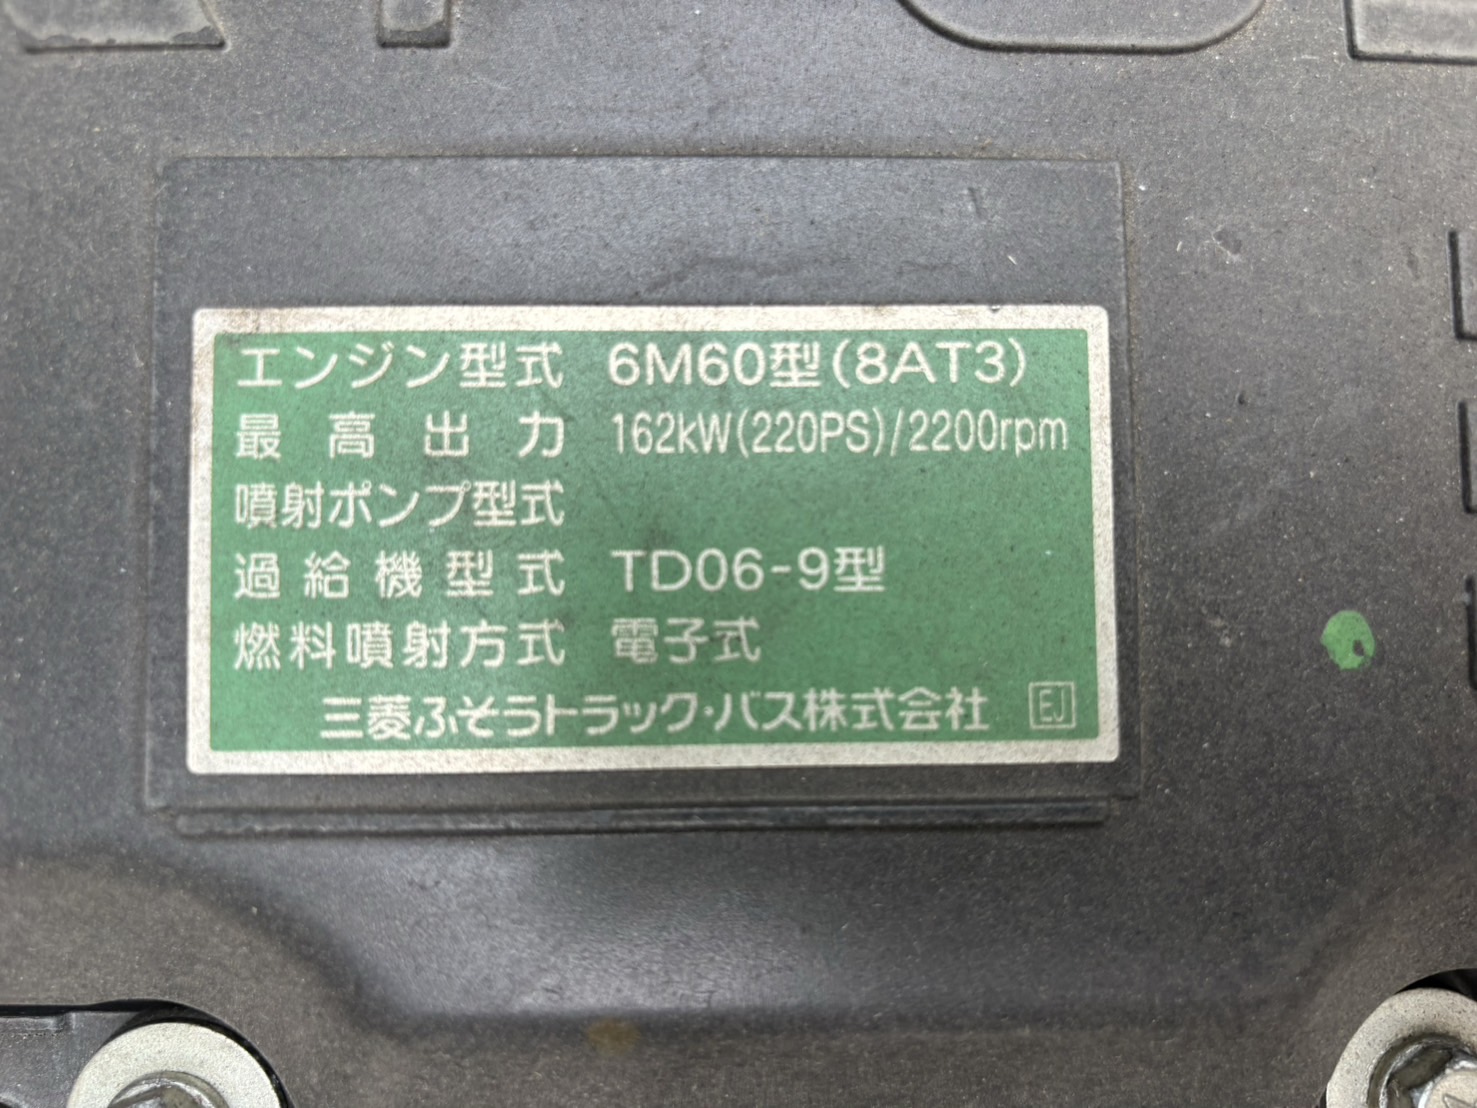 エンジン型式 6M60型(8AT3)
最高出力 162kW(220PS)/2200rpm
噴射ポンプ型式
過給機型式 TD06-9型
燃料噴射方式 電子式
三菱ふそうトラック・バス株式会社 EJ